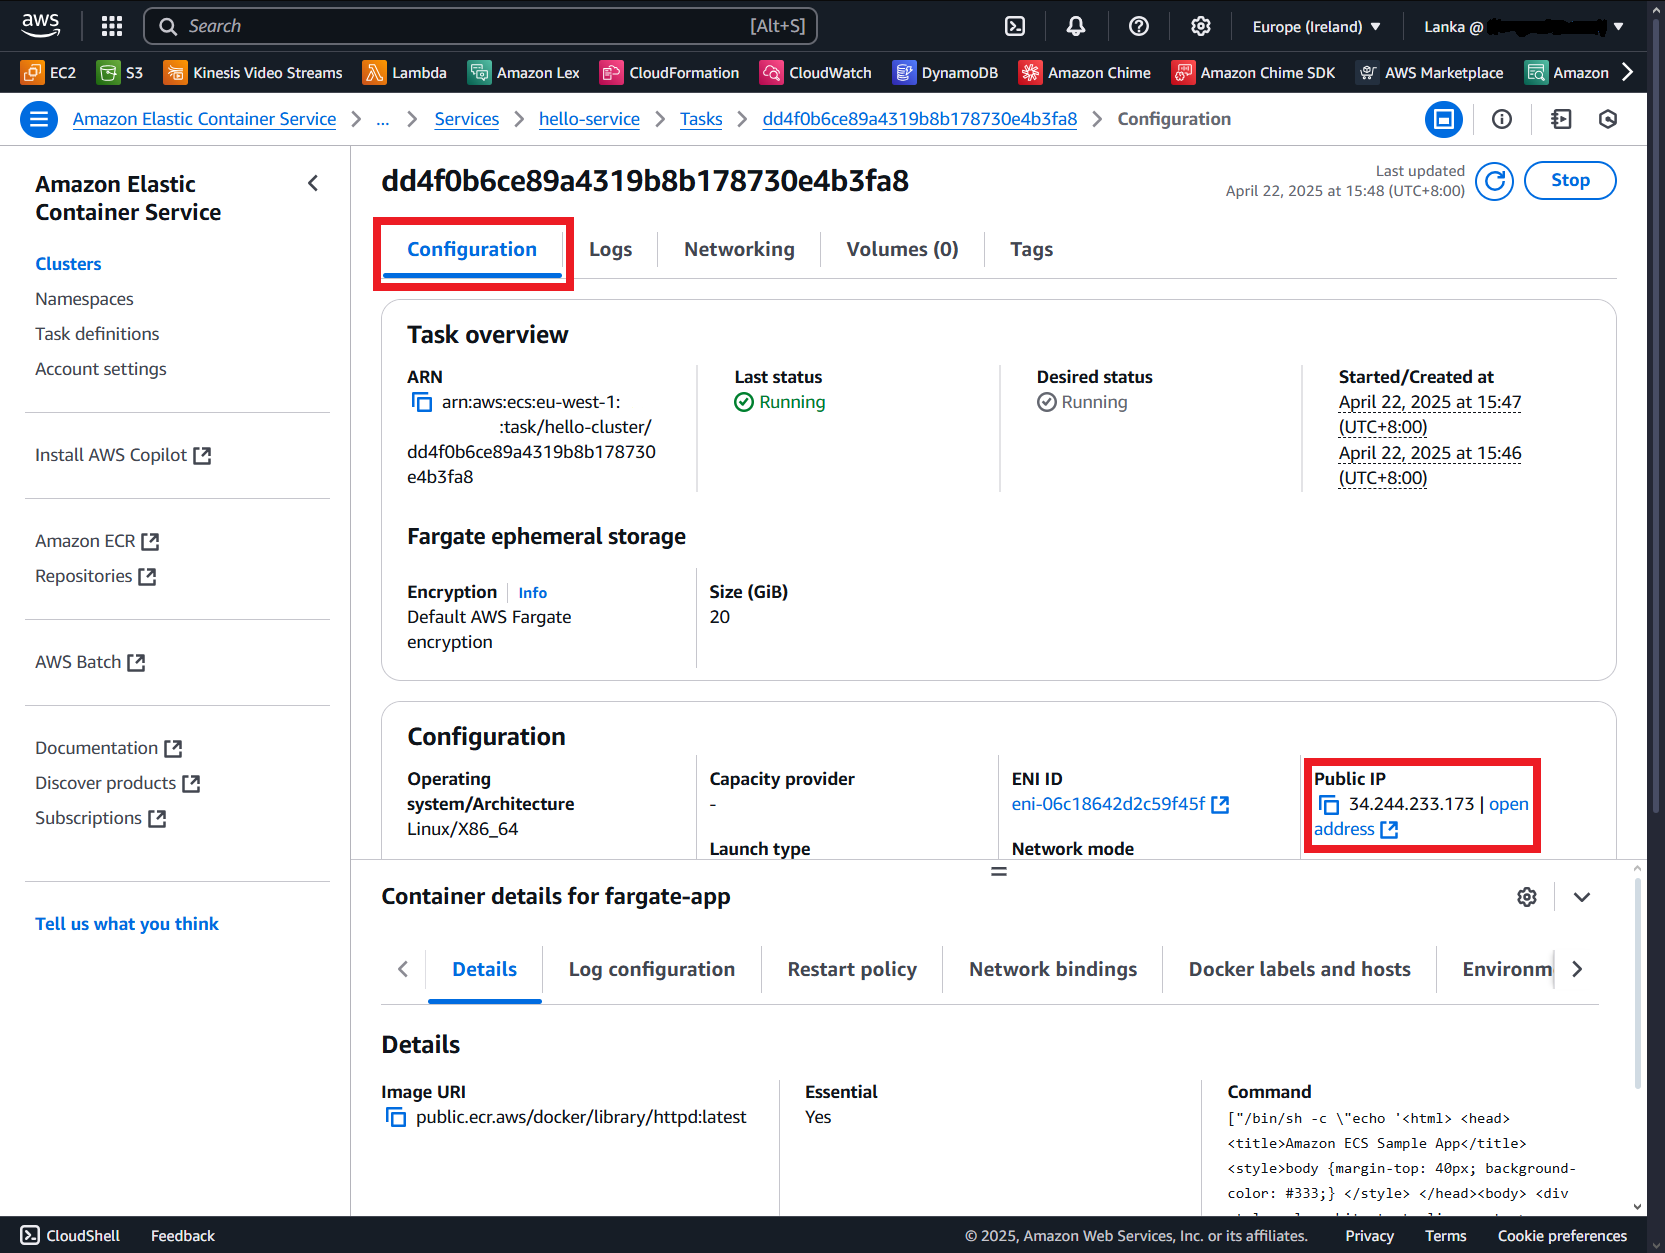 aws
Search [Alt+S]
Europe (Ireland)
Lanka @
EC2 S3 Kinesis Video Streams Lambda Amazon Lex CloudFormation CloudWatch DynamoDB Amazon Chime Amazon Chime SDK AWS Marketplace Amazon
Amazon Elastic Container Service ... Services hello-service Tasks dd4f0b6ce89a4319b8b178730e4b3fa8 Configuration
Amazon Elastic
Container Service
Clusters
Namespaces
Task definitions
Account settings
Install AWS Copilot
Amazon ECR
Repositories
AWS Batch
Documentation
Discover products
Subscriptions
Tell us what you think
dd4f0b6ce89a4319b8b178730e4b3fa8
Last updated
April 22, 2025 at 15:48 (UTC+8:00)
Stop
Configuration Logs Networking Volumes (0) Tags
Task overview
ARN
arn:aws:ecs:eu-west-1:
:task/hello-cluster/
dd4f0b6ce89a4319b8b178730
e4b3fa8
Last status
Running
Desired status
Running
Started/Created at
April 22, 2025 at 15:47
(UTC+8:00)
April 22, 2025 at 15:46
(UTC+8:00)
Fargate ephemeral storage
Encryption Info
Default AWS Fargate
encryption
Size (GiB)
20
Configuration
Operating
system/Architecture
Linux/X86_64
Capacity provider
-
Launch type
ENI ID
eni-06c18642d2c59f45f
Network mode
Public IP
34.244.233.173 | open
address
Container details for fargate-app
Details Log configuration Restart policy Network bindings Docker labels and hosts Environm
Details
Image URI
public.ecr.aws/docker/library/httpd:latest
Essential
Yes
Command
["/bin/sh -c \"echo '<html> <head>
<title>Amazon ECS Sample App</title>
<style>body {margin-top: 40px; background-
color: #333;} </style> </head><body> <div
CloudShell Feedback © 2025, Amazon Web Services, Inc. or its affiliates. Privacy Terms Cookie preferences